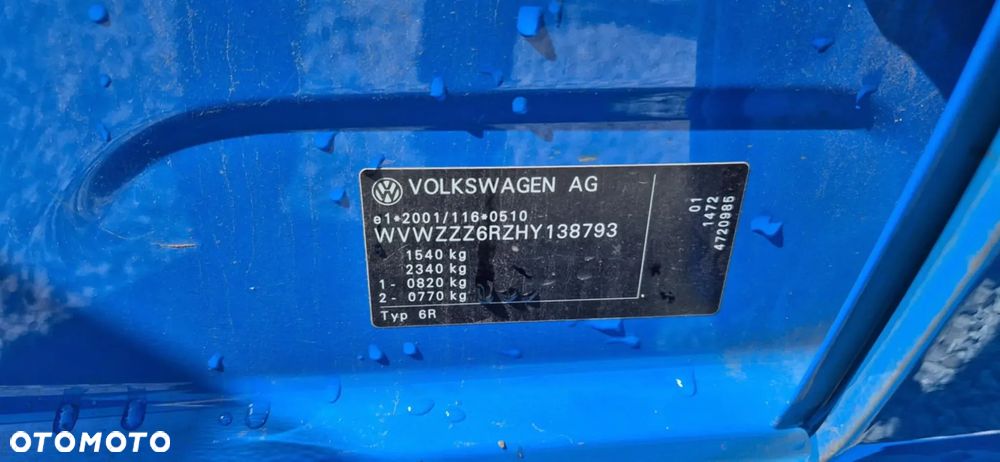 VOLKSWAGEN AG
e1*2001/116*0510
WVWZZZ6RZHY138793
1540 kg
2340 kg
1- 0820 kg
2- 0770 kg
Typ 6R
01
1472
4720985
OTOMOTO